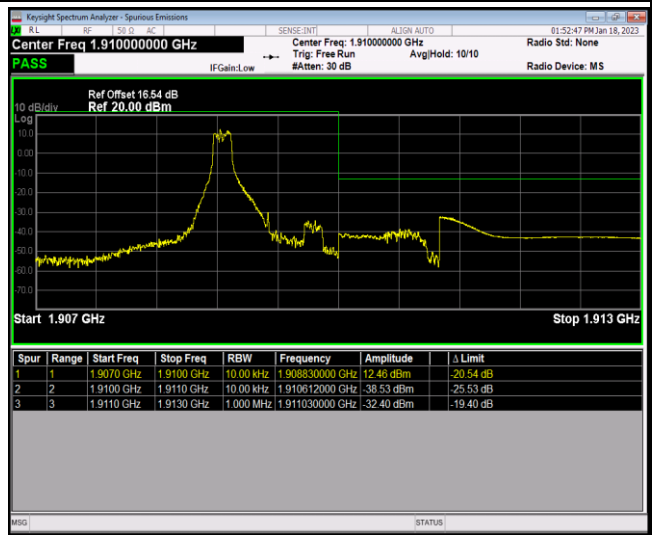 Keysight Spectrum Analyzer - Spurious Emissions
RL RF 50 Ω AC SENSE:INT ALIGN AUTO 01:52:47 PM Jan 18, 2023
Center Freq 1.910000000 GHz Center Freq: 1.910000000 GHz Radio Std: None
Trig: Free Run Avg|Hold: 10/10
PASS IFGain:Low #Atten: 30 dB Radio Device: MS
Ref Offset 16.54 dB
10 dB/div Ref 20.00 dBm
Log
10.0
0.00
-10.0
-20.0
-30.0
-40.0
-50.0
-60.0
-70.0
Start 1.907 GHz Stop 1.913 GHz
Spur Range Start Freq Stop Freq RBW Frequency Amplitude Δ Limit
1 1 1.9070 GHz 1.9100 GHz 10.00 kHz 1.908830000 GHz 12.46 dBm -20.54 dB
2 2 1.9100 GHz 1.9110 GHz 10.00 kHz 1.910612000 GHz -38.53 dBm -25.53 dB
3 3 1.9110 GHz 1.9130 GHz 1.000 MHz 1.911030000 GHz -32.40 dBm -19.40 dB
MSG STATUS